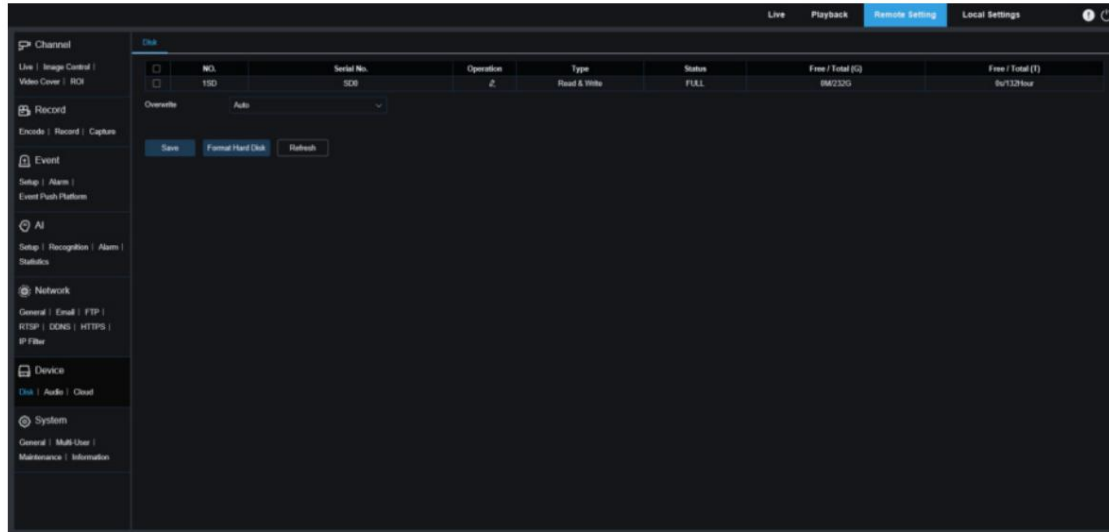 Live Playback Remote Setting Local Settings
Channel
Live | Image Control |
Video Cover | ROI
Record
Encode | Record | Capture
Event
Setup | Alarm |
Event Push Platform
AI
Setup | Recognition | Alarm |
Statistics
Network
General | Email | FTP |
RTSP | DDNS | HTTPS |
IP Filter
Device
Disk | Audio | Cloud
System
General | Multi-User |
Maintenance | Information
Disk
NO. Serial No. Operation Type Status Free / Total (G) Free / Total (T)
1SD SD0 Read & Write FULL 0M/232G 0s/132Hour
Overwrite Auto
Save Format Hard Disk Refresh